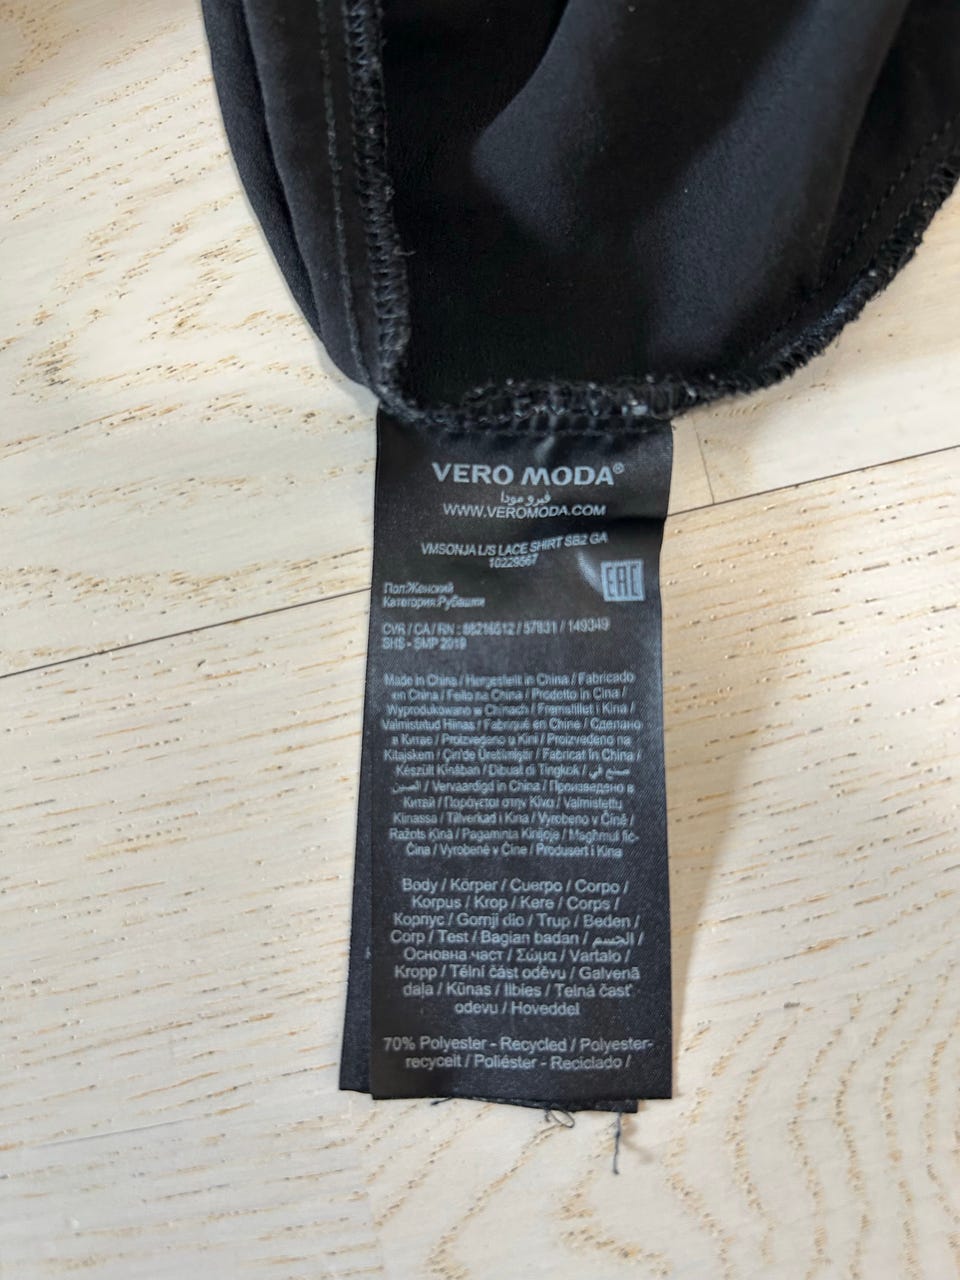 VERO MODA®
فيرو مودا
WWW.VEROMODA.COM
VMSONJA L/S LACE SHIRT SB2 GA
10229567
EAC
Пол:Женский
Категория:Рубашки
CVR / CA / RN : 86216512 / 57831 / 149349
SHS - SMP 2019
Made in China / Hergestellt in China / Fabricado
en China / Feito na China / Prodotto in Cina /
Wyprodukowano w Chinach / Fremstillet i Kina /
Valmistatud Hiinas / Fabriqué en Chine / Сделано
в Китае / Proizvedeno u Kini / Proizvedeno na
Kitajskem / Çin'de Üretilmiştir / Fabricat în China /
Készült Kínában / Dibuat di Tingkok / صنع في
الصين / Vervaardigd in China / Произведено в
Китай / Παράγεται στην Κίνα / Valmistettu
Kiinassa / Tillverkad i Kina / Vyrobeno v Číně /
Ražots Ķīnā / Pagaminta Kinijoje / Magħmul fiċ-
Ċina / Vyrobené v Číne / Produsert i Kina
Body / Körper / Cuerpo / Corpo /
Korpus / Krop / Kere / Corps /
Корпус / Gornji dio / Trup / Beden /
Corp / Test / Bagian badan / الجسم /
Основна част / Σώμα / Vartalo /
Kropp / Tělní část oděvu / Galvenā
daļa / Kūnas / Ilbies / Telná časť
odevu / Hoveddel
70% Polyester - Recycled / Polyester-
recycelt / Poliéster - Reciclado /